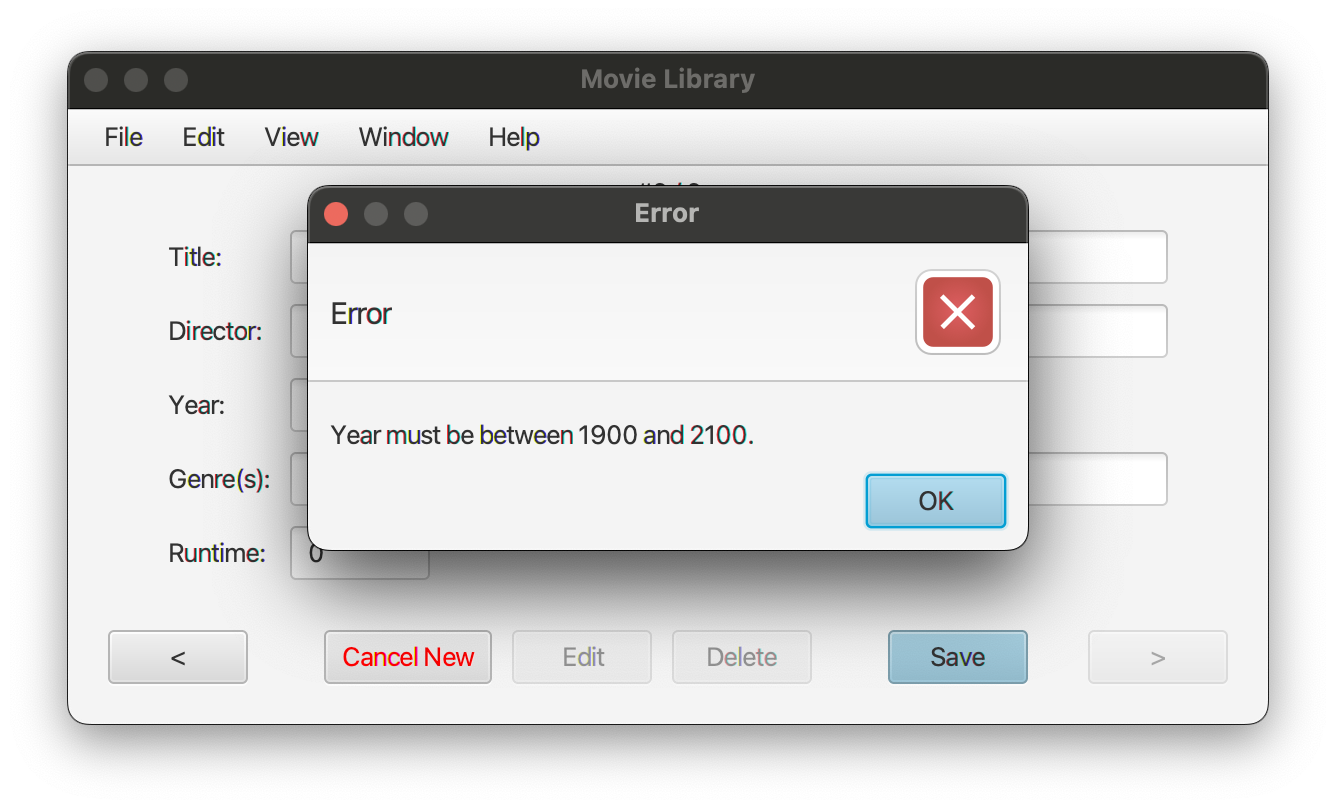 Movie Library
File Edit View Window Help
Error
Title:
Error
Director:
Year:
Year must be between 1900 and 2100.
Genre(s):
OK
Runtime: 0
< Cancel New Edit Delete Save >